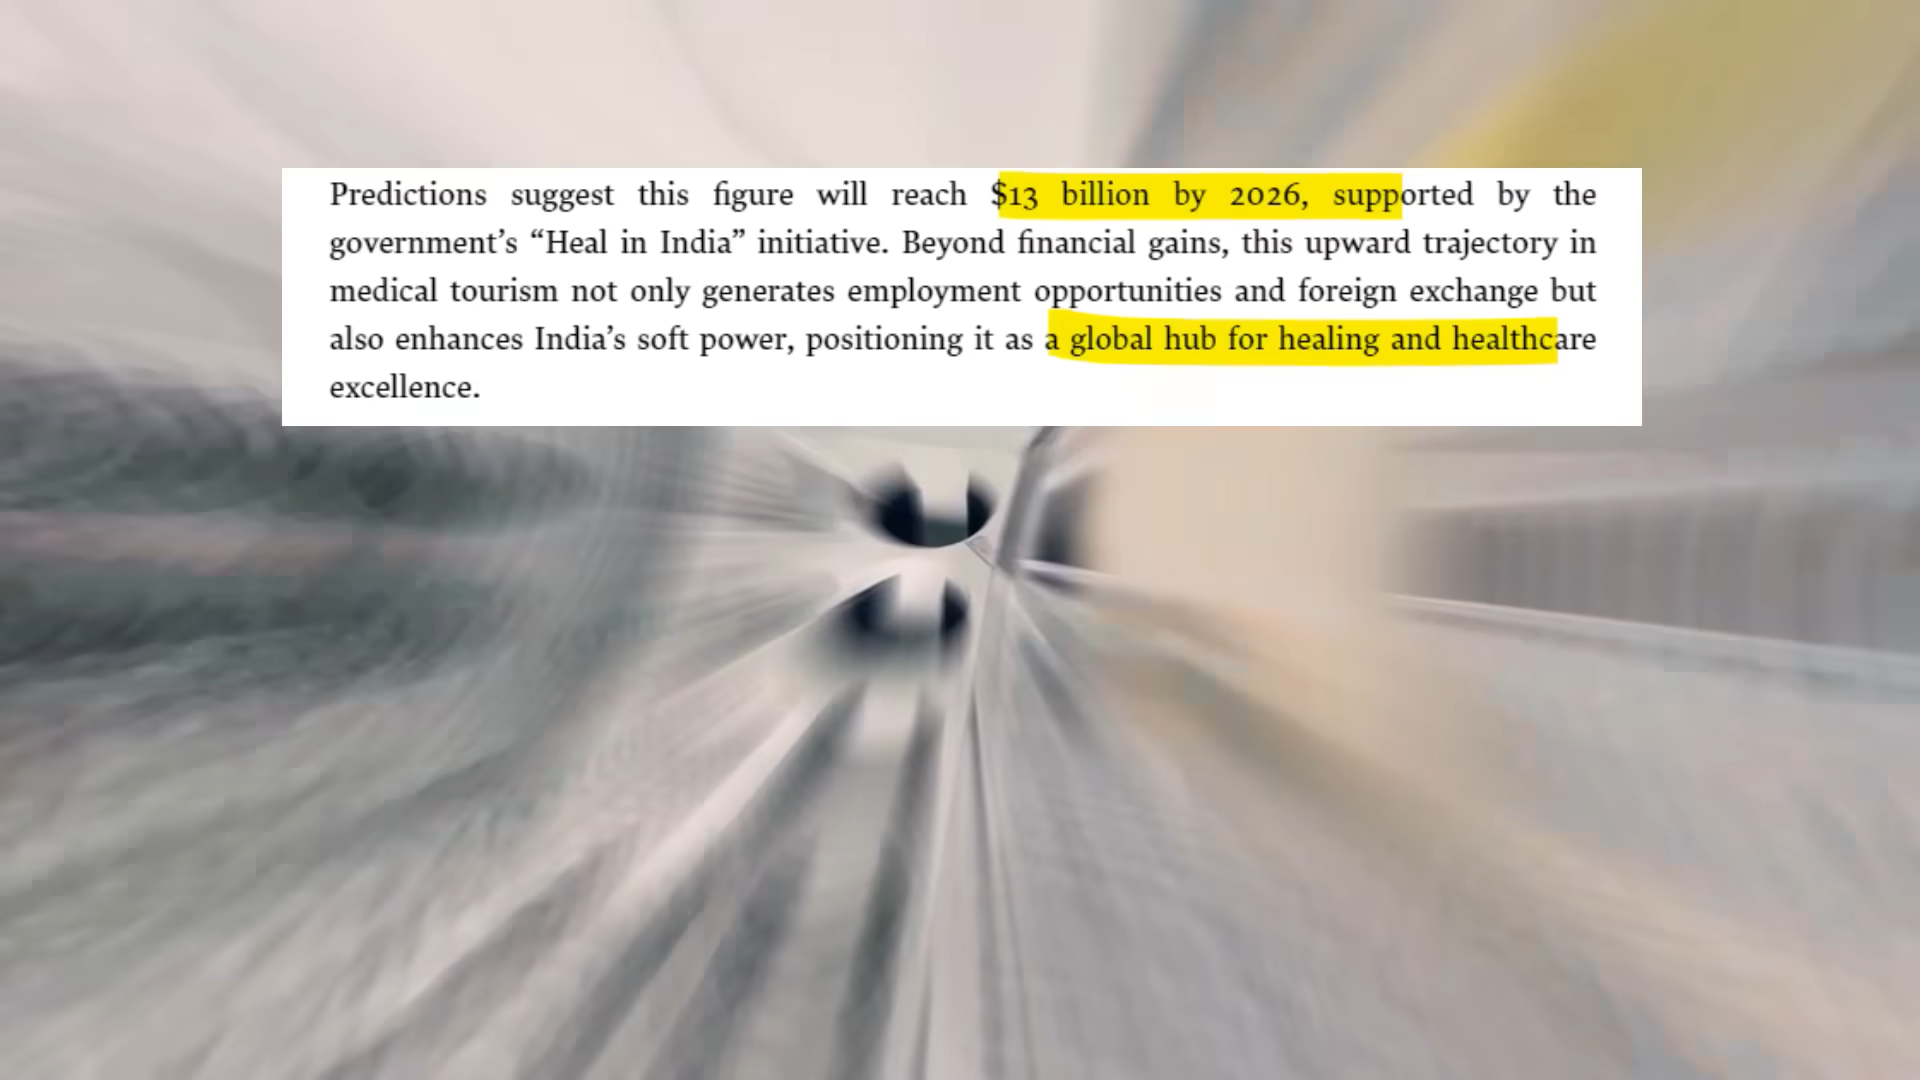 Predictions suggest this figure will reach $13 billion by 2026, supported by the
government’s “Heal in India” initiative. Beyond financial gains, this upward trajectory in
medical tourism not only generates employment opportunities and foreign exchange but
also enhances India’s soft power, positioning it as a global hub for healing and healthcare
excellence.